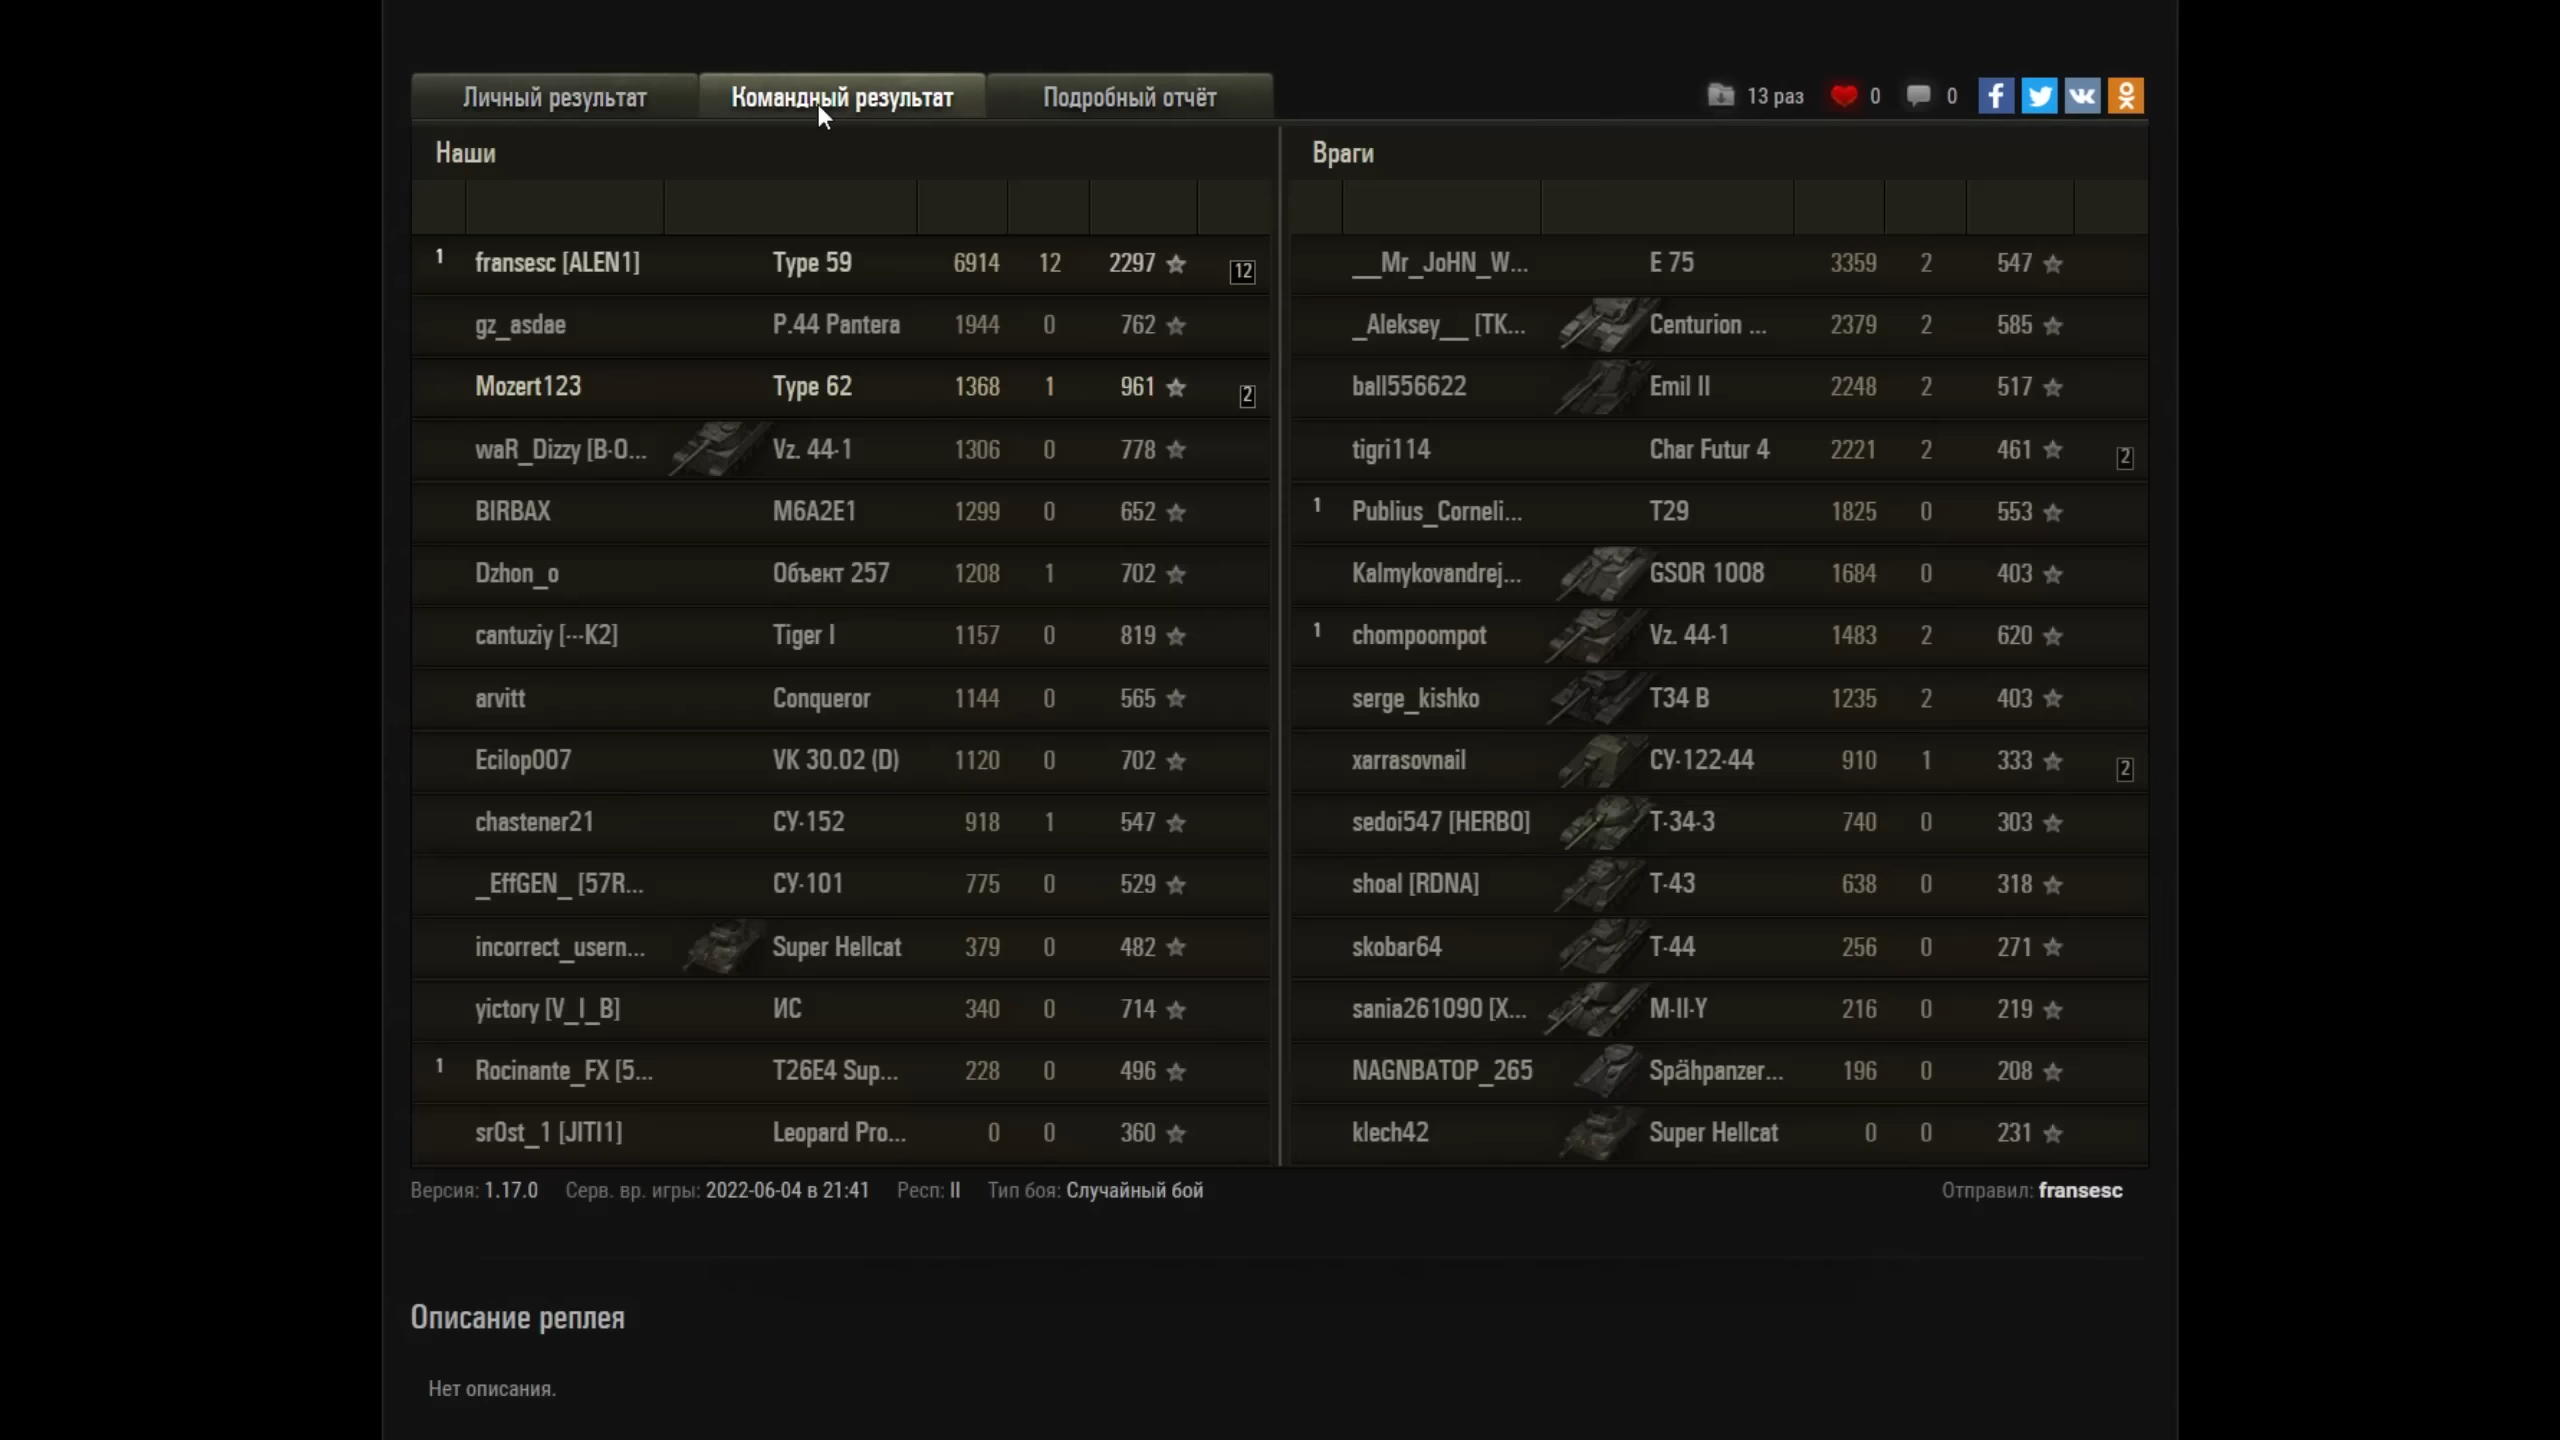 Личный результат Командный результат Подробный отчёт 13 раз 0 0
Наши
1 fransesc [ALEN1] Type 59 6914 12 2297 12
gz_asdae P.44 Pantera 1944 0 762
Mozert123 Type 62 1368 1 961 2
waR_Dizzy [B-O... Vz. 44-1 1306 0 778
BIRBAX M6A2E1 1299 0 652
Dzhon_o Объект 257 1208 1 702
cantuziy [---K2] Tiger I 1157 0 819
arvitt Conqueror 1144 0 565
Ecilop007 VK 30.02 (D) 1120 0 702
chastener21 СУ-152 918 1 547
_EffGEN_ [57R... СУ-101 775 0 529
incorrect_usern... Super Hellcat 379 0 482
yictory [V_I_B] ИС 340 0 714
1 Rocinante_FX [5... T26E4 Sup... 228 0 496
sr0st_1 [JITI1] Leopard Pro... 0 0 360
Враги
__Mr_JoHN_W... E 75 3359 2 547
_Aleksey__ [TK... Centurion ... 2379 2 585
ball556622 Emil II 2248 2 517
tigri114 Char Futur 4 2221 2 461 2
1 Publius_Corneli... T29 1825 0 553
Kalmykovandrej... GSOR 1008 1684 0 403
1 chompoompot Vz. 44-1 1483 2 620
serge_kishko T34 B 1235 2 403
xarrasovnail СУ-122-44 910 1 333 2
sedoi547 [HERBO] T-34-3 740 0 303
shoal [RDNA] Т-43 638 0 318
skobar64 Т-44 256 0 271
sania261090 [X... M-II-Y 216 0 219
NAGNBATOP_265 Spähpanzer... 196 0 208
klech42 Super Hellcat 0 0 231
Версия: 1.17.0 Серв. вр. игры: 2022-06-04 в 21:41 Респ: II Тип боя: Случайный бой Отправил: fransesc
Описание реплея
Нет описания.